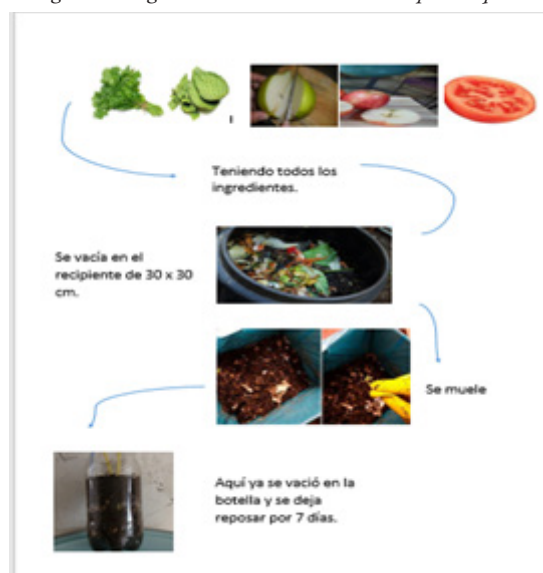 Teniendo todos los
ingredientes.
Se vacía en el
recipiente de 30 x 30
cm.
Se muele
Aquí ya se vació en la
botella y se deja
reposar por 7 días.